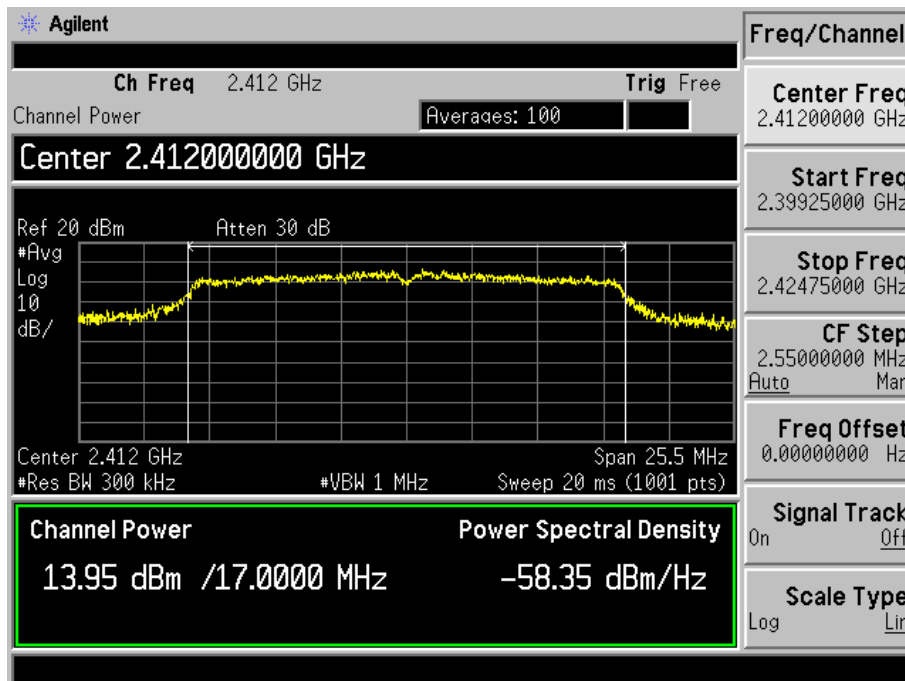 Agilent
Freq/Channel
Ch Freq 2.412 GHz Trig Free
Channel Power Averages: 100
Center 2.412000000 GHz
Ref 20 dBm Atten 30 dB
#Avg
Log
10
dB/
Center 2.412 GHz Span 25.5 MHz
#Res BW 300 kHz #VBW 1 MHz Sweep 20 ms (1001 pts)
Channel Power Power Spectral Density
13.95 dBm /17.0000 MHz -58.35 dBm/Hz
Center Freq
2.41200000 GHz
Start Freq
2.39925000 GHz
Stop Freq
2.42475000 GHz
CF Step
2.55000000 MHz
Auto Man
Freq Offset
0.00000000 Hz
Signal Track
On Off
Scale Type
Log Lin